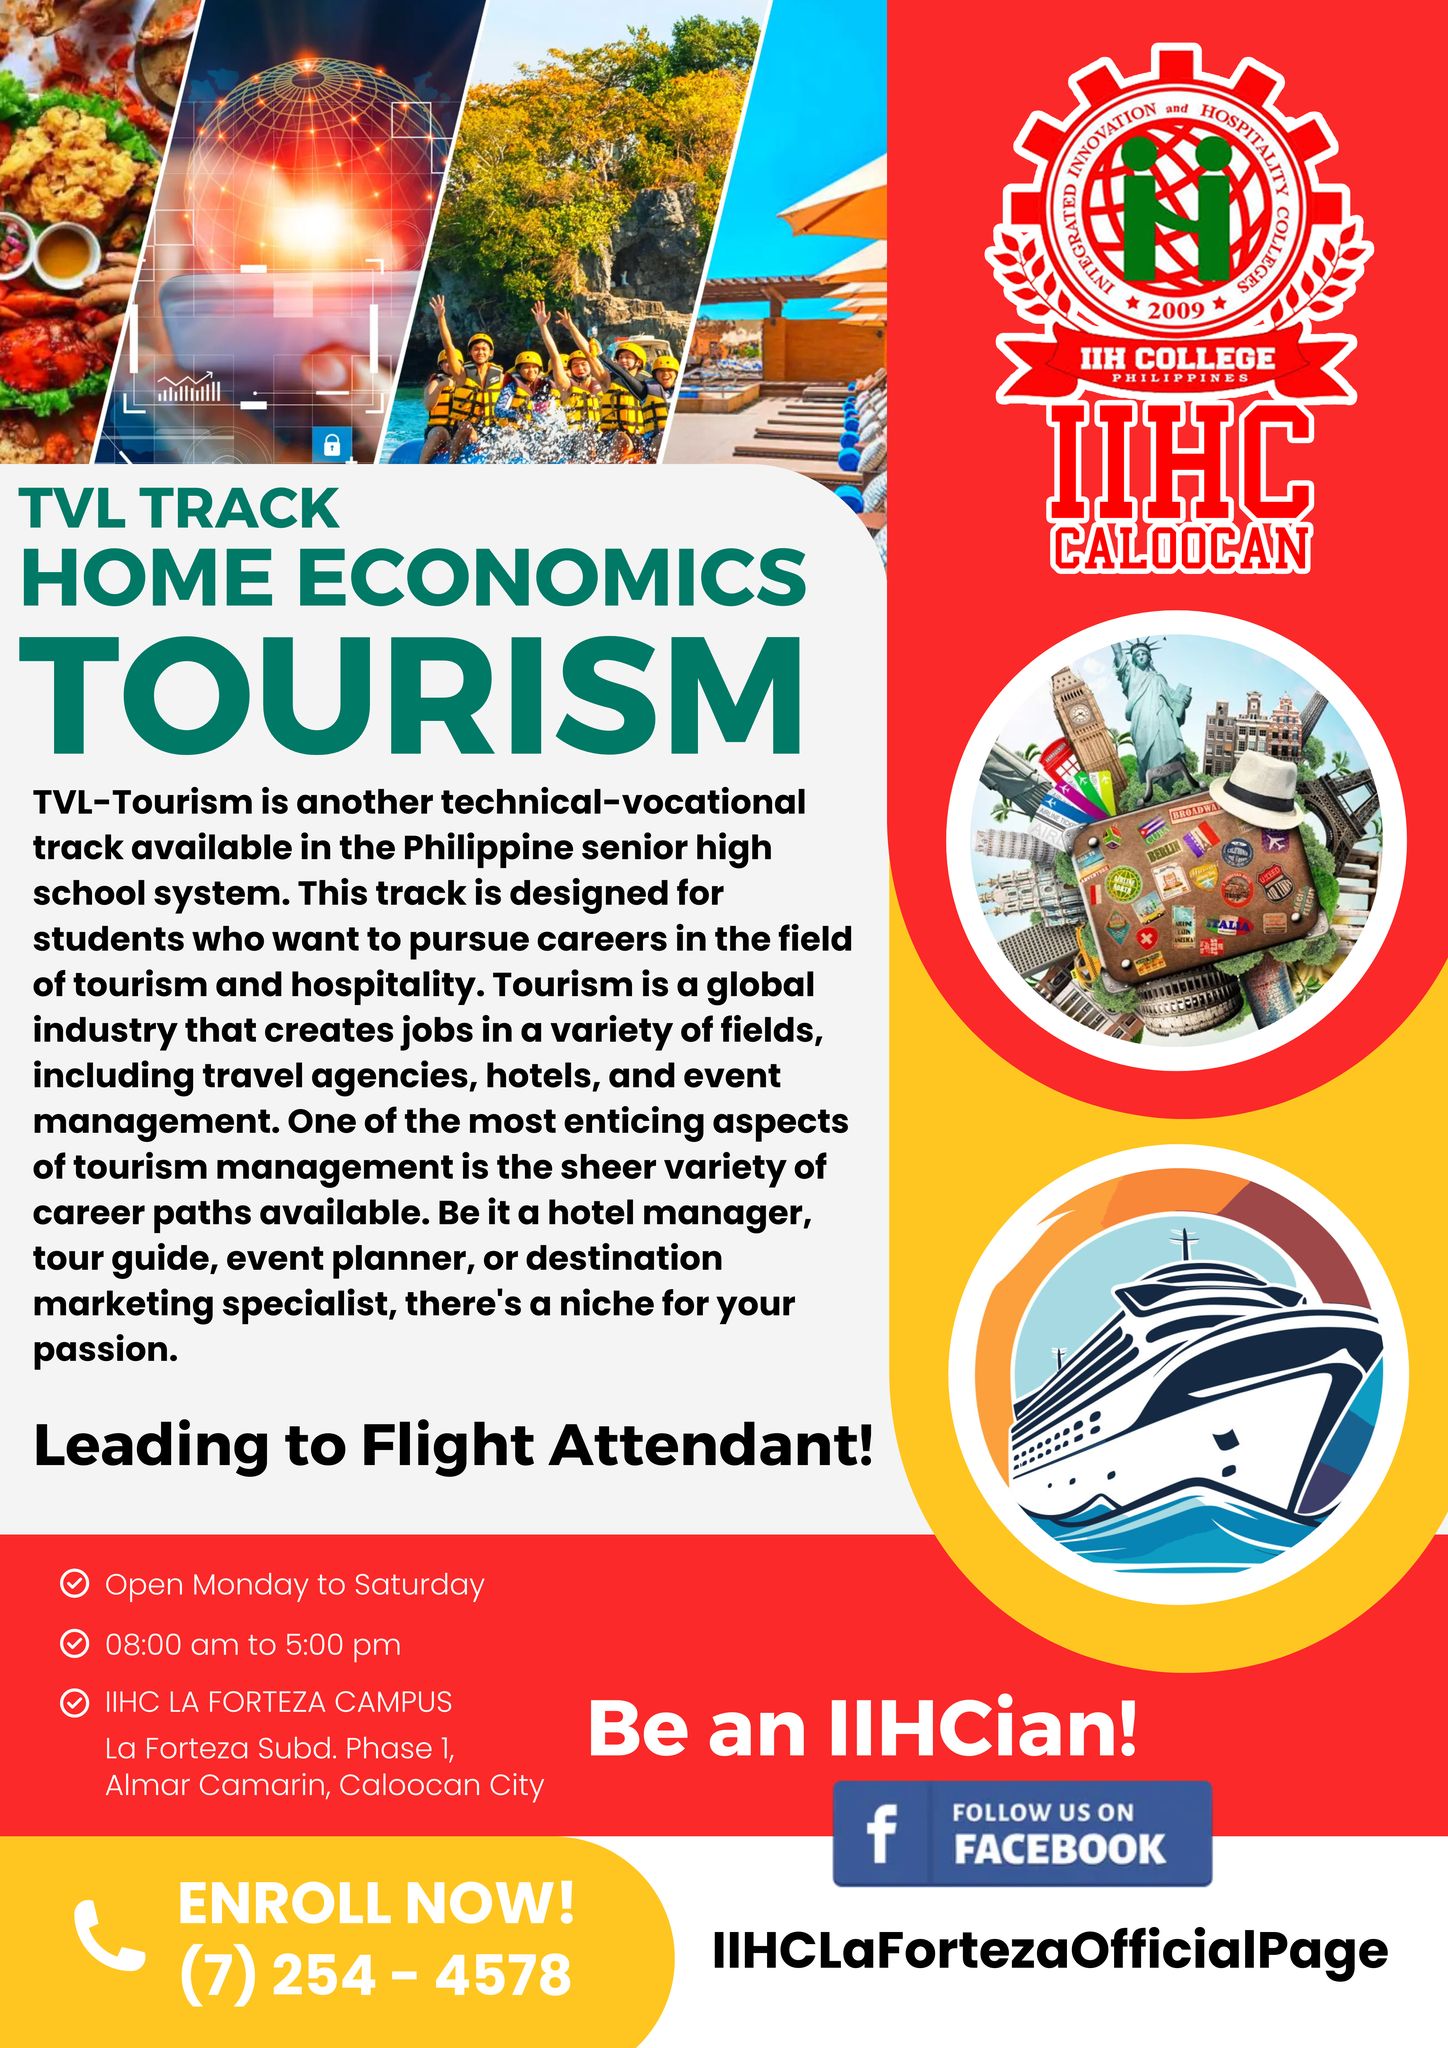 INTEGRATED INNOVATION and HOSPITALITY COLLEGES
★ 2009 ★
IIH COLLEGE
PHILIPPINES
IIHC
CALOOCAN
TVL TRACK
HOME ECONOMICS
TOURISM
TVL-Tourism is another technical-vocational
track available in the Philippine senior high
school system. This track is designed for
students who want to pursue careers in the field
of tourism and hospitality. Tourism is a global
industry that creates jobs in a variety of fields,
including travel agencies, hotels, and event
management. One of the most enticing aspects
of tourism management is the sheer variety of
career paths available. Be it a hotel manager,
tour guide, event planner, or destination
marketing specialist, there's a niche for your
passion.
Leading to Flight Attendant!
BROADWAY
CUBA
BERLIN
ITALIA
Open Monday to Saturday
08:00 am to 5:00 pm
IIHC LA FORTEZA CAMPUS
La Forteza Subd. Phase 1,
Almar Camarin, Caloocan City
Be an IIHCian!
FOLLOW US ON
FACEBOOK
ENROLL NOW!
(7) 254 - 4578
IIHCLaFortezaOfficialPage